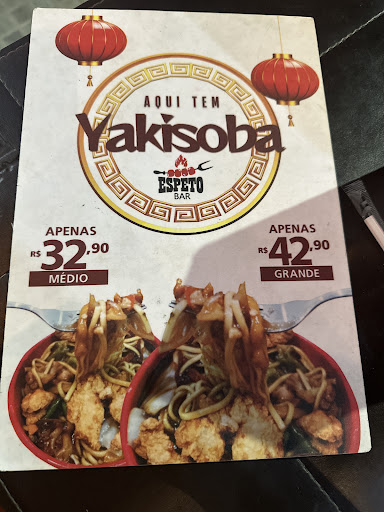 AQUI TEM
Yakisoba
ESPETO
BAR
APENAS
R$ 32,90
MÉDIO
APENAS
R$ 42,90
GRANDE